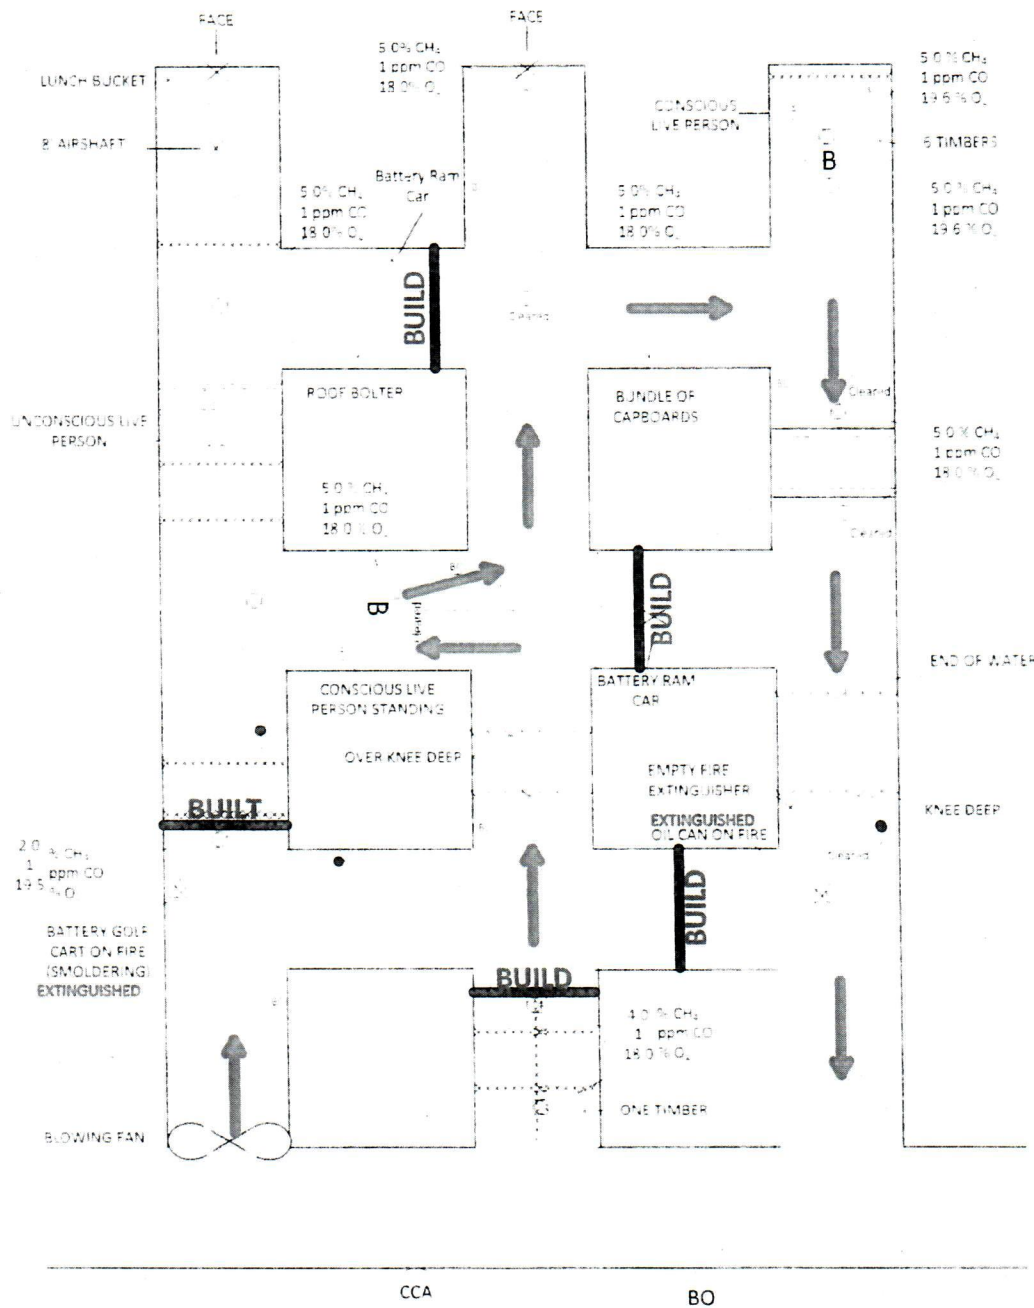 FACE
FACE
5.0% CH₄
1 ppm CO
18.0% O₂
5.0 % CH₄
1 ppm CO
19.6 % O₂
LUNCH BUCKET
CONSCIOUS
LIVE PERSON
8' AIRSHAFT
6 TIMBERS
B
Battery Ram
Car
5.0% CH₄
1 ppm CO
18.0% O₂
5.0% CH₄
1 ppm CO
18.0% O₂
5.0 % CH₄
1 ppm CO
19.6 % O₂
BUILD
Cleared
ROOF BOLTER
BUNDLE OF
CAPBOARDS
Cleared
UNCONSCIOUS LIVE
PERSON
5.0 % CH₄
1 ppm CO
18.0 % O₂
5.0 % CH₄
1 ppm CO
18.0 % O₂
Cleared
B
cleared
BUILD
END OF WATER
CONSCIOUS LIVE
PERSON STANDING
BATTERY RAM
CAR
OVER KNEE DEEP
EMPTY FIRE
EXTINGUISHER
EXTINGUISHED
OIL CAN ON FIRE
KNEE DEEP
BUILT
2.0 % CH₄
1 ppm CO
19.5 % O
Cleared
BUILD
BATTERY GOLF
CART ON FIRE
(SMOLDERING)
EXTINGUISHED
BUILD
4.0 % CH₄
1 ppm CO
18.0 % O₂
ONE TIMBER
BLOWING FAN
CCA
BO